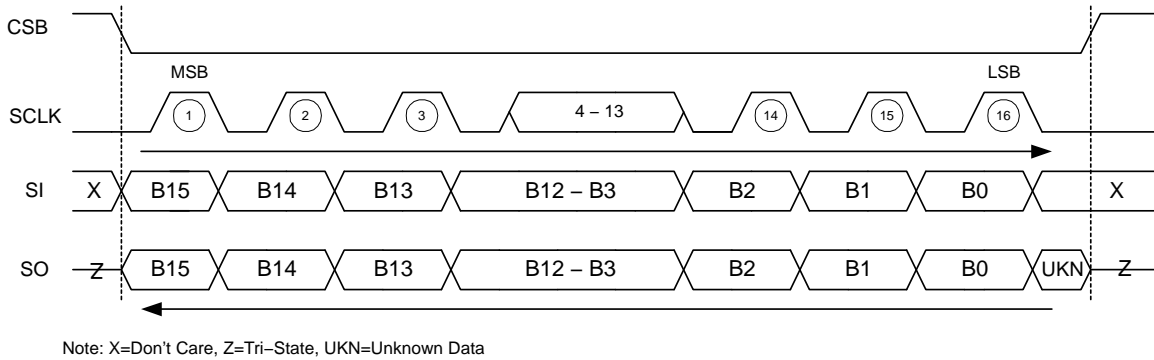 CSB
MSB LSB
SCLK 1 2 3 4 – 13 14 15 16
SI X B15 B14 B13 B12 – B3 B2 B1 B0 X
SO Z B15 B14 B13 B12 – B3 B2 B1 B0 UKN Z
Note: X=Don't Care, Z=Tri–State, UKN=Unknown Data